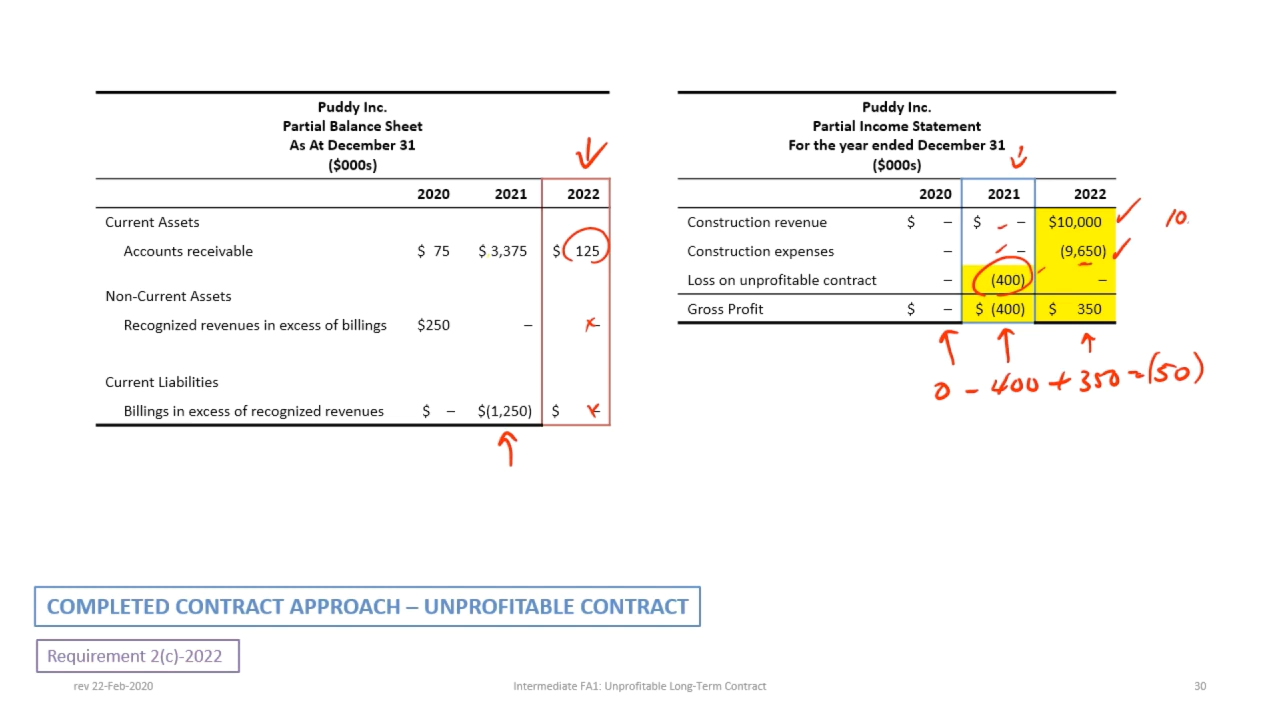 Puddy Inc.
Partial Balance Sheet
As At December 31
($000s)
2020 2021 2022
Current Assets
Accounts receivable $ 75 $ 3,375 $ 125
Non-Current Assets
Recognized revenues in excess of billings $250 – –
Current Liabilities
Billings in excess of recognized revenues $ – $(1,250) $ –
Puddy Inc.
Partial Income Statement
For the year ended December 31
($000s)
2020 2021 2022
Construction revenue $ – $ – $10,000
10
Construction expenses – – (9,650)
Loss on unprofitable contract – (400) –
Gross Profit $ – $ (400) $ 350
0 - 400 + 350 = (50)
COMPLETED CONTRACT APPROACH – UNPROFITABLE CONTRACT
Requirement 2(c)-2022
rev 22-Feb-2020 Intermediate FA1: Unprofitable Long-Term Contract 30